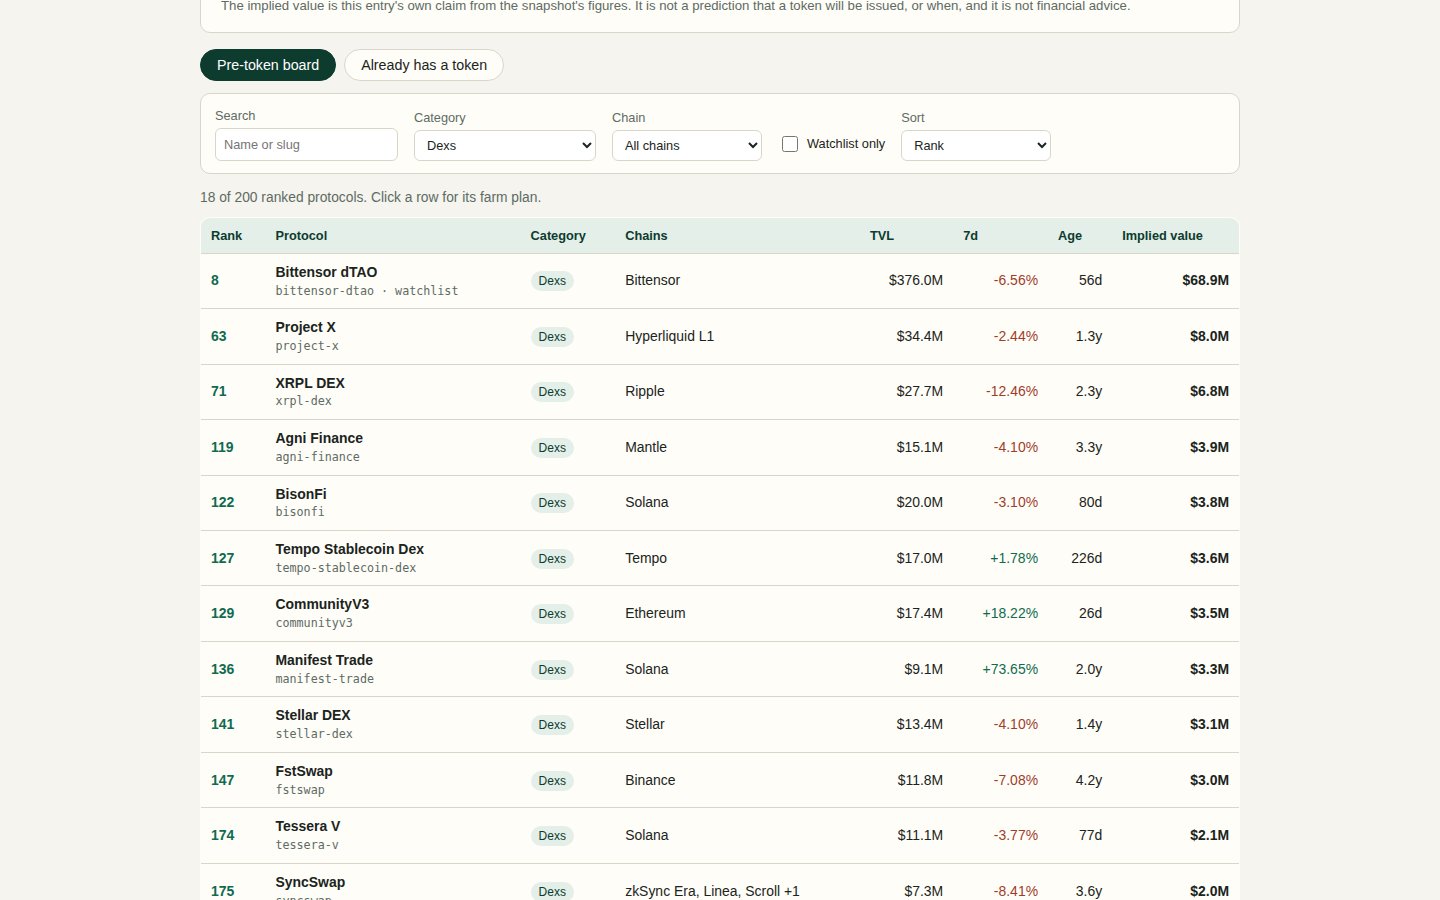 The implied value is this entry's own claim from the snapshot's figures. It is not a prediction that a token will be issued, or when, and it is not financial advice.
Pre-token board Already has a token
Search Category Chain Sort
Name or slug Dexs All chains Watchlist only Rank
18 of 200 ranked protocols. Click a row for its farm plan.
Rank Protocol Category Chains TVL 7d Age Implied value
8 Bittensor dTAO Dexs Bittensor $376.0M -6.56% 56d $68.9M
bittensor-dtao · watchlist
63 Project X Dexs Hyperliquid L1 $34.4M -2.44% 1.3y $8.0M
project-x
71 XRPL DEX Dexs Ripple $27.7M -12.46% 2.3y $6.8M
xrpl-dex
119 Agni Finance Dexs Mantle $15.1M -4.10% 3.3y $3.9M
agni-finance
122 BisonFi Dexs Solana $20.0M -3.10% 80d $3.8M
bisonfi
127 Tempo Stablecoin Dex Dexs Tempo $17.0M +1.78% 226d $3.6M
tempo-stablecoin-dex
129 CommunityV3 Dexs Ethereum $17.4M +18.22% 26d $3.5M
communityv3
136 Manifest Trade Dexs Solana $9.1M +73.65% 2.0y $3.3M
manifest-trade
141 Stellar DEX Dexs Stellar $13.4M -4.10% 1.4y $3.1M
stellar-dex
147 FstSwap Dexs Binance $11.8M -7.08% 4.2y $3.0M
fstswap
174 Tessera V Dexs Solana $11.1M -3.77% 77d $2.1M
tessera-v
175 SyncSwap Dexs zkSync Era, Linea, Scroll +1 $7.3M -8.41% 3.6y $2.0M